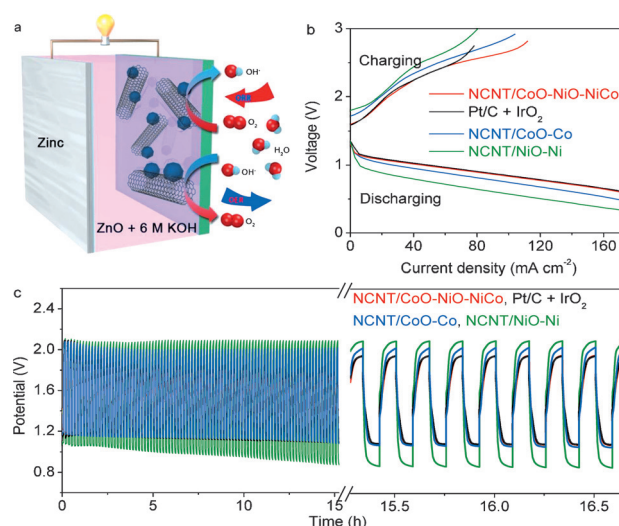 a
Zinc
ZnO + 6 M KOH
OH-
ORR
O2
H2O
OH-
OER
O2
b
3
2
1
0
Voltage (V)
Charging
NCNT/CoO-NiO-NiCo
Pt/C + IrO2
NCNT/CoO-Co
NCNT/NiO-Ni
Discharging
0 40 80 120 160
Current density (mA cm-2)
c
2.6
2.0
1.6
1.2
0.8
Potential (V)
NCNT/CoO-NiO-NiCo, Pt/C + IrO2
NCNT/CoO-Co, NCNT/NiO-Ni
0 5 10 15 15.5 16.0 16.5
Time (h)